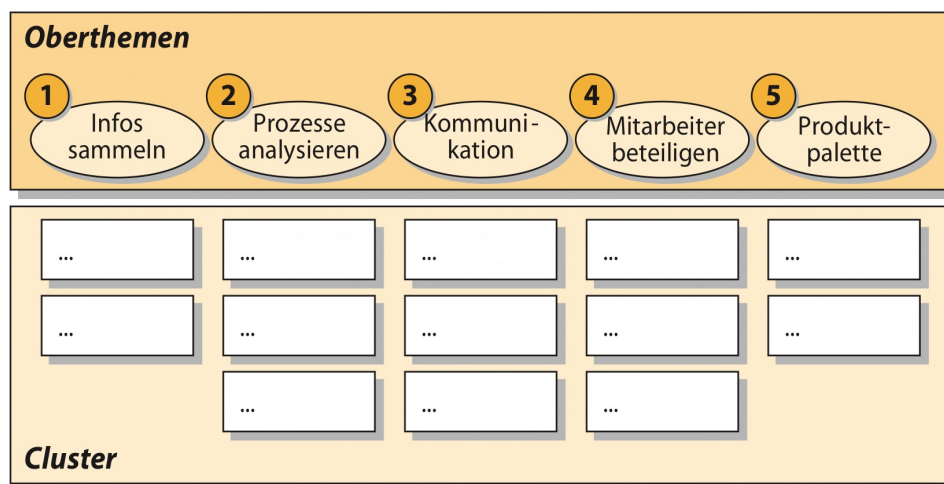 Oberthemen
1
Infos
sammeln
2
Prozesse
analysieren
3
Kommuni-
kation
4
Mitarbeiter
beteiligen
5
Produkt-
palette
... ... ... ... ...
... ... ... ... ...
... ... ...
Cluster